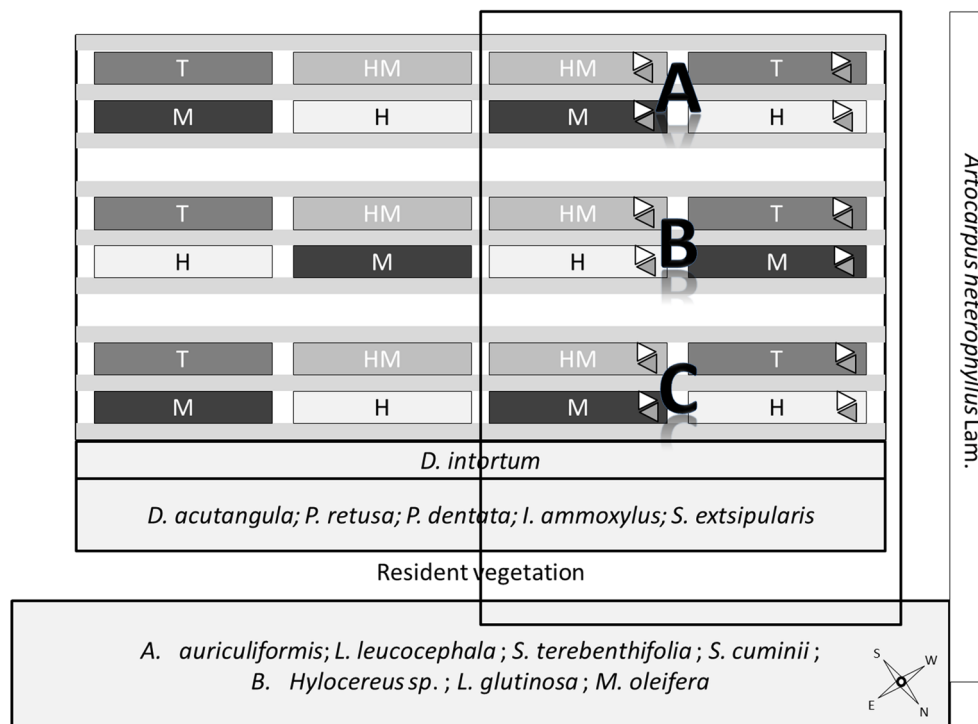 T HM HM T
M H M H
A
T HM HM T
H M H M
B
T HM HM T
M H M H
C
D. intortum
D. acutangula; P. retusa; P. dentata; I. ammoxylus; S. extsipularis
Resident vegetation
A. auriculiformis; L. leucocephala ; S. terebenthifolia ; S. cuminii ;
B. Hylocereus sp. ; L. glutinosa ; M. oleifera
Artocarpus heterophyllus Lam.
S W
E N